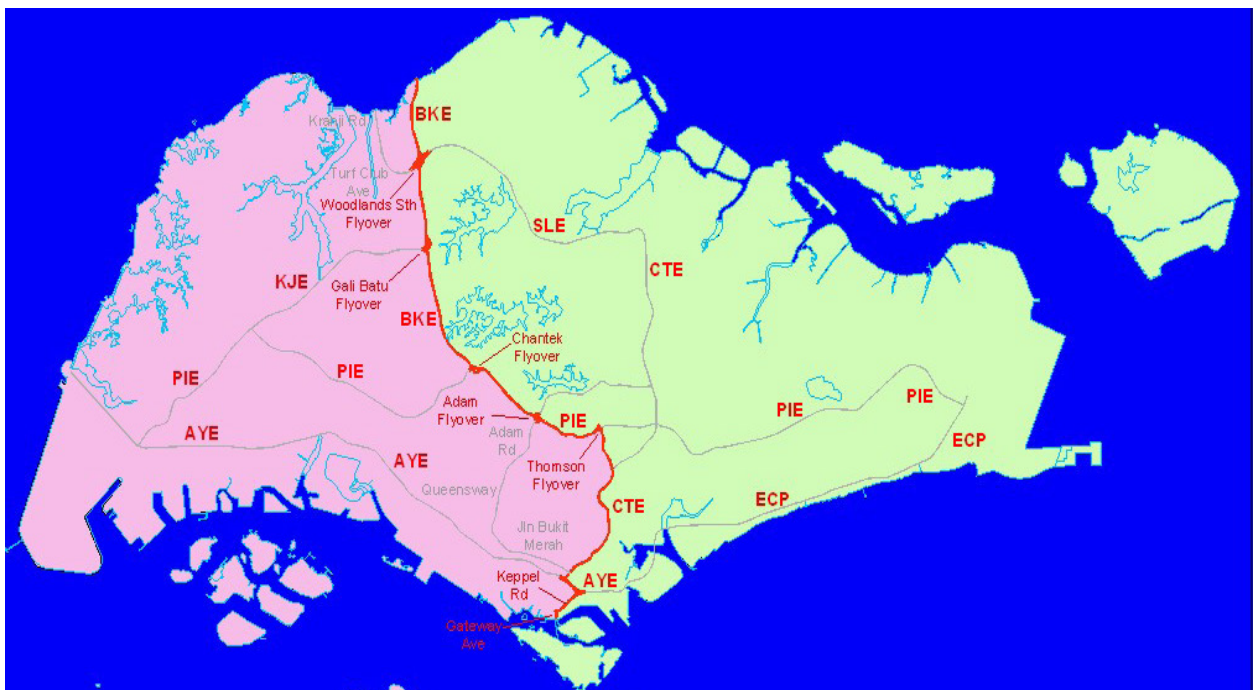 BKE
Kranji Rd
Turf Club
Ave
Woodlands Sth
Flyover
SLE
CTE
KJE
Gali Batu
Flyover
BKE
Chantek
Flyover
PIE
PIE
PIE
PIE
Adam
Flyover
PIE
Adam
Rd
AYE
AYE
ECP
Thomson
Flyover
Queensway
CTE
ECP
Jln Bukit
Merah
Keppel
Rd
AYE
Gateway
Ave